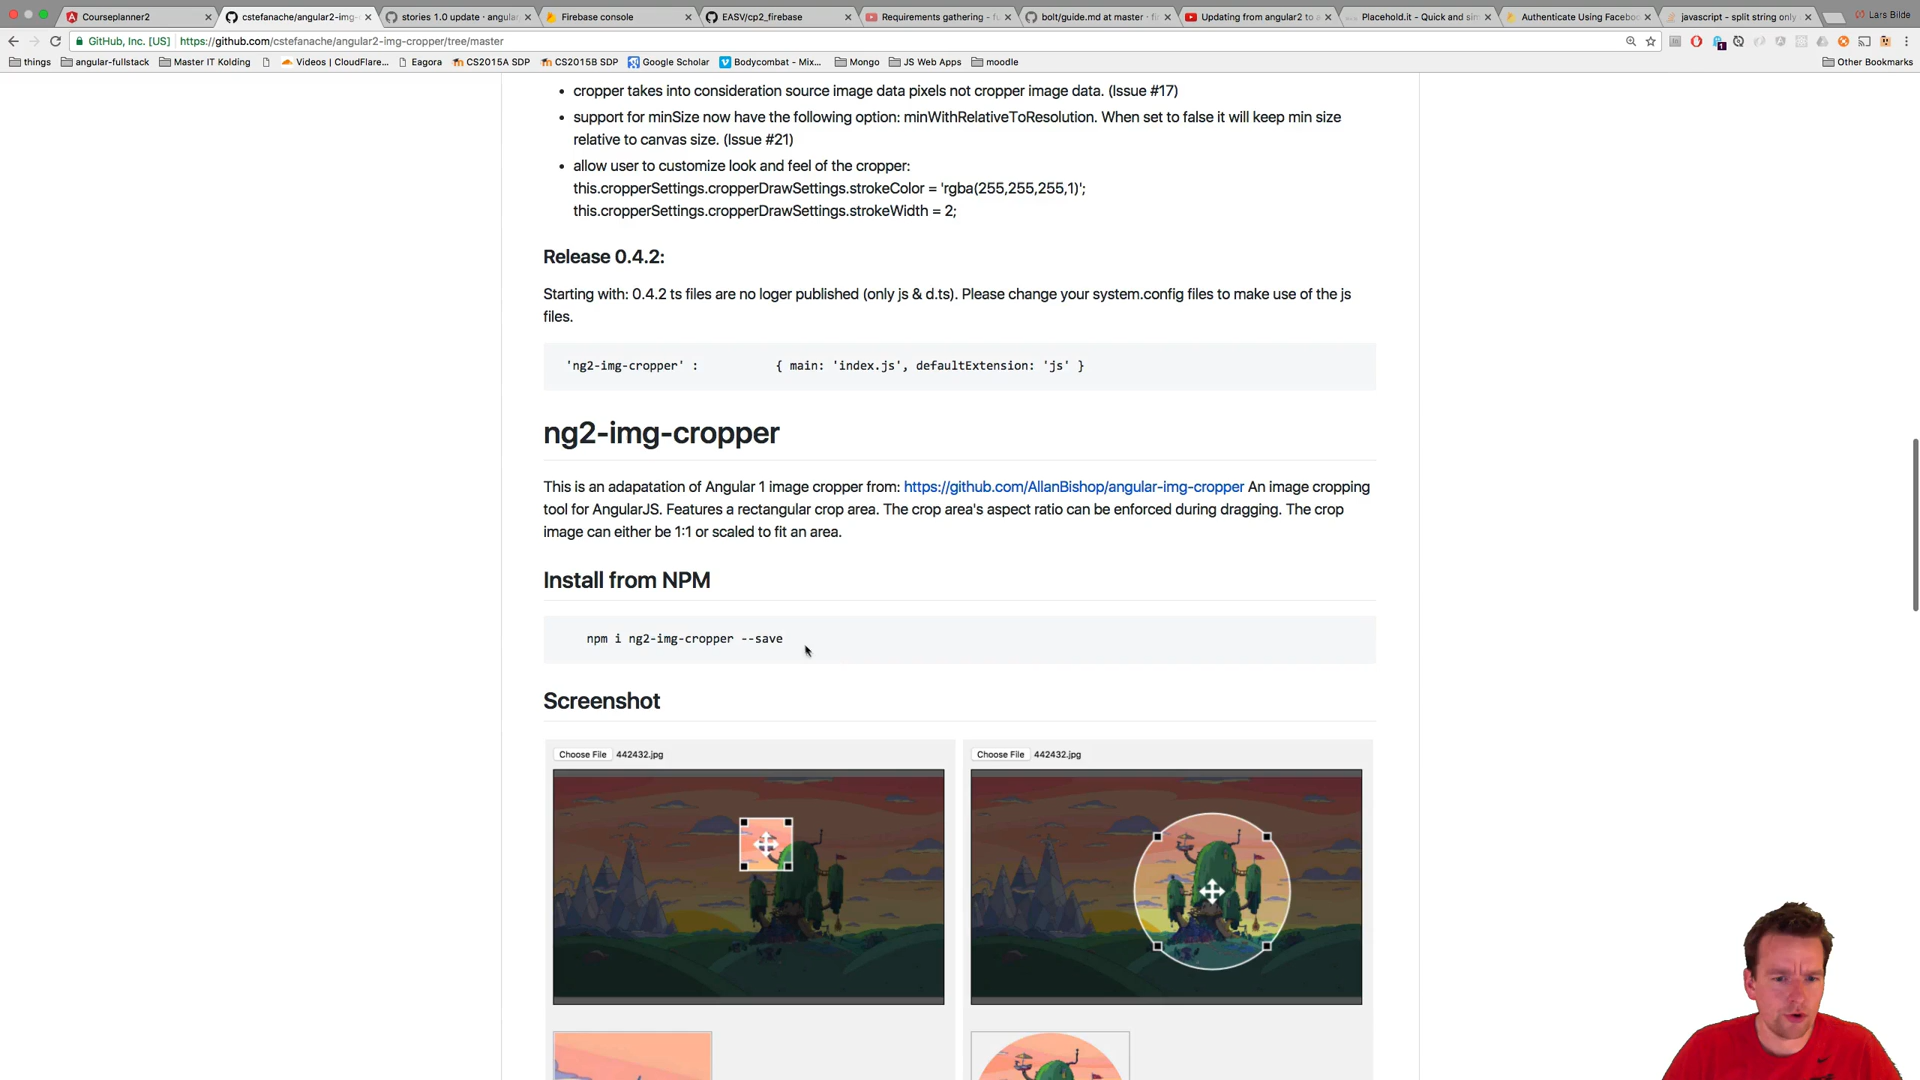 Courseplanner2
cstefanache/angular2-img-
stories 1.0 update · angular
Firebase console
EASV/cp2_firebase
Requirements gathering - fu
bolt/guide.md at master · fi
Updating from angular2 to a
Placehold.it - Quick and sim
Authenticate Using Facebo
javascript - split string only
Lars Bilde
GitHub, Inc. [US]
https://github.com/cstefanache/angular2-img-cropper/tree/master
things
angular-fullstack
Master IT Kolding
Videos | CloudFlare...
Eagora
CS2015A SDP
CS2015B SDP
Google Scholar
Bodycombat - Mix...
Mongo
JS Web Apps
moodle
Other Bookmarks
cropper takes into consideration source image data pixels not cropper image data. (Issue #17)
support for minSize now have the following option: minWithRelativeToResolution. When set to false it will keep min size
relative to canvas size. (Issue #21)
allow user to customize look and feel of the cropper:
this.cropperSettings.cropperDrawSettings.strokeColor = 'rgba(255,255,255,1)';
this.cropperSettings.cropperDrawSettings.strokeWidth = 2;
Release 0.4.2:
Starting with: 0.4.2 ts files are no loger published (only js & d.ts). Please change your system.config files to make use of the js
files.
'ng2-img-cropper' : { main: 'index.js', defaultExtension: 'js' }
ng2-img-cropper
This is an adapatation of Angular 1 image cropper from: https://github.com/AllanBishop/angular-img-cropper An image cropping
tool for AngularJS. Features a rectangular crop area. The crop area's aspect ratio can be enforced during dragging. The crop
image can either be 1:1 or scaled to fit an area.
Install from NPM
npm i ng2-img-cropper --save
Screenshot
Choose File 442432.jpg
Choose File 442432.jpg